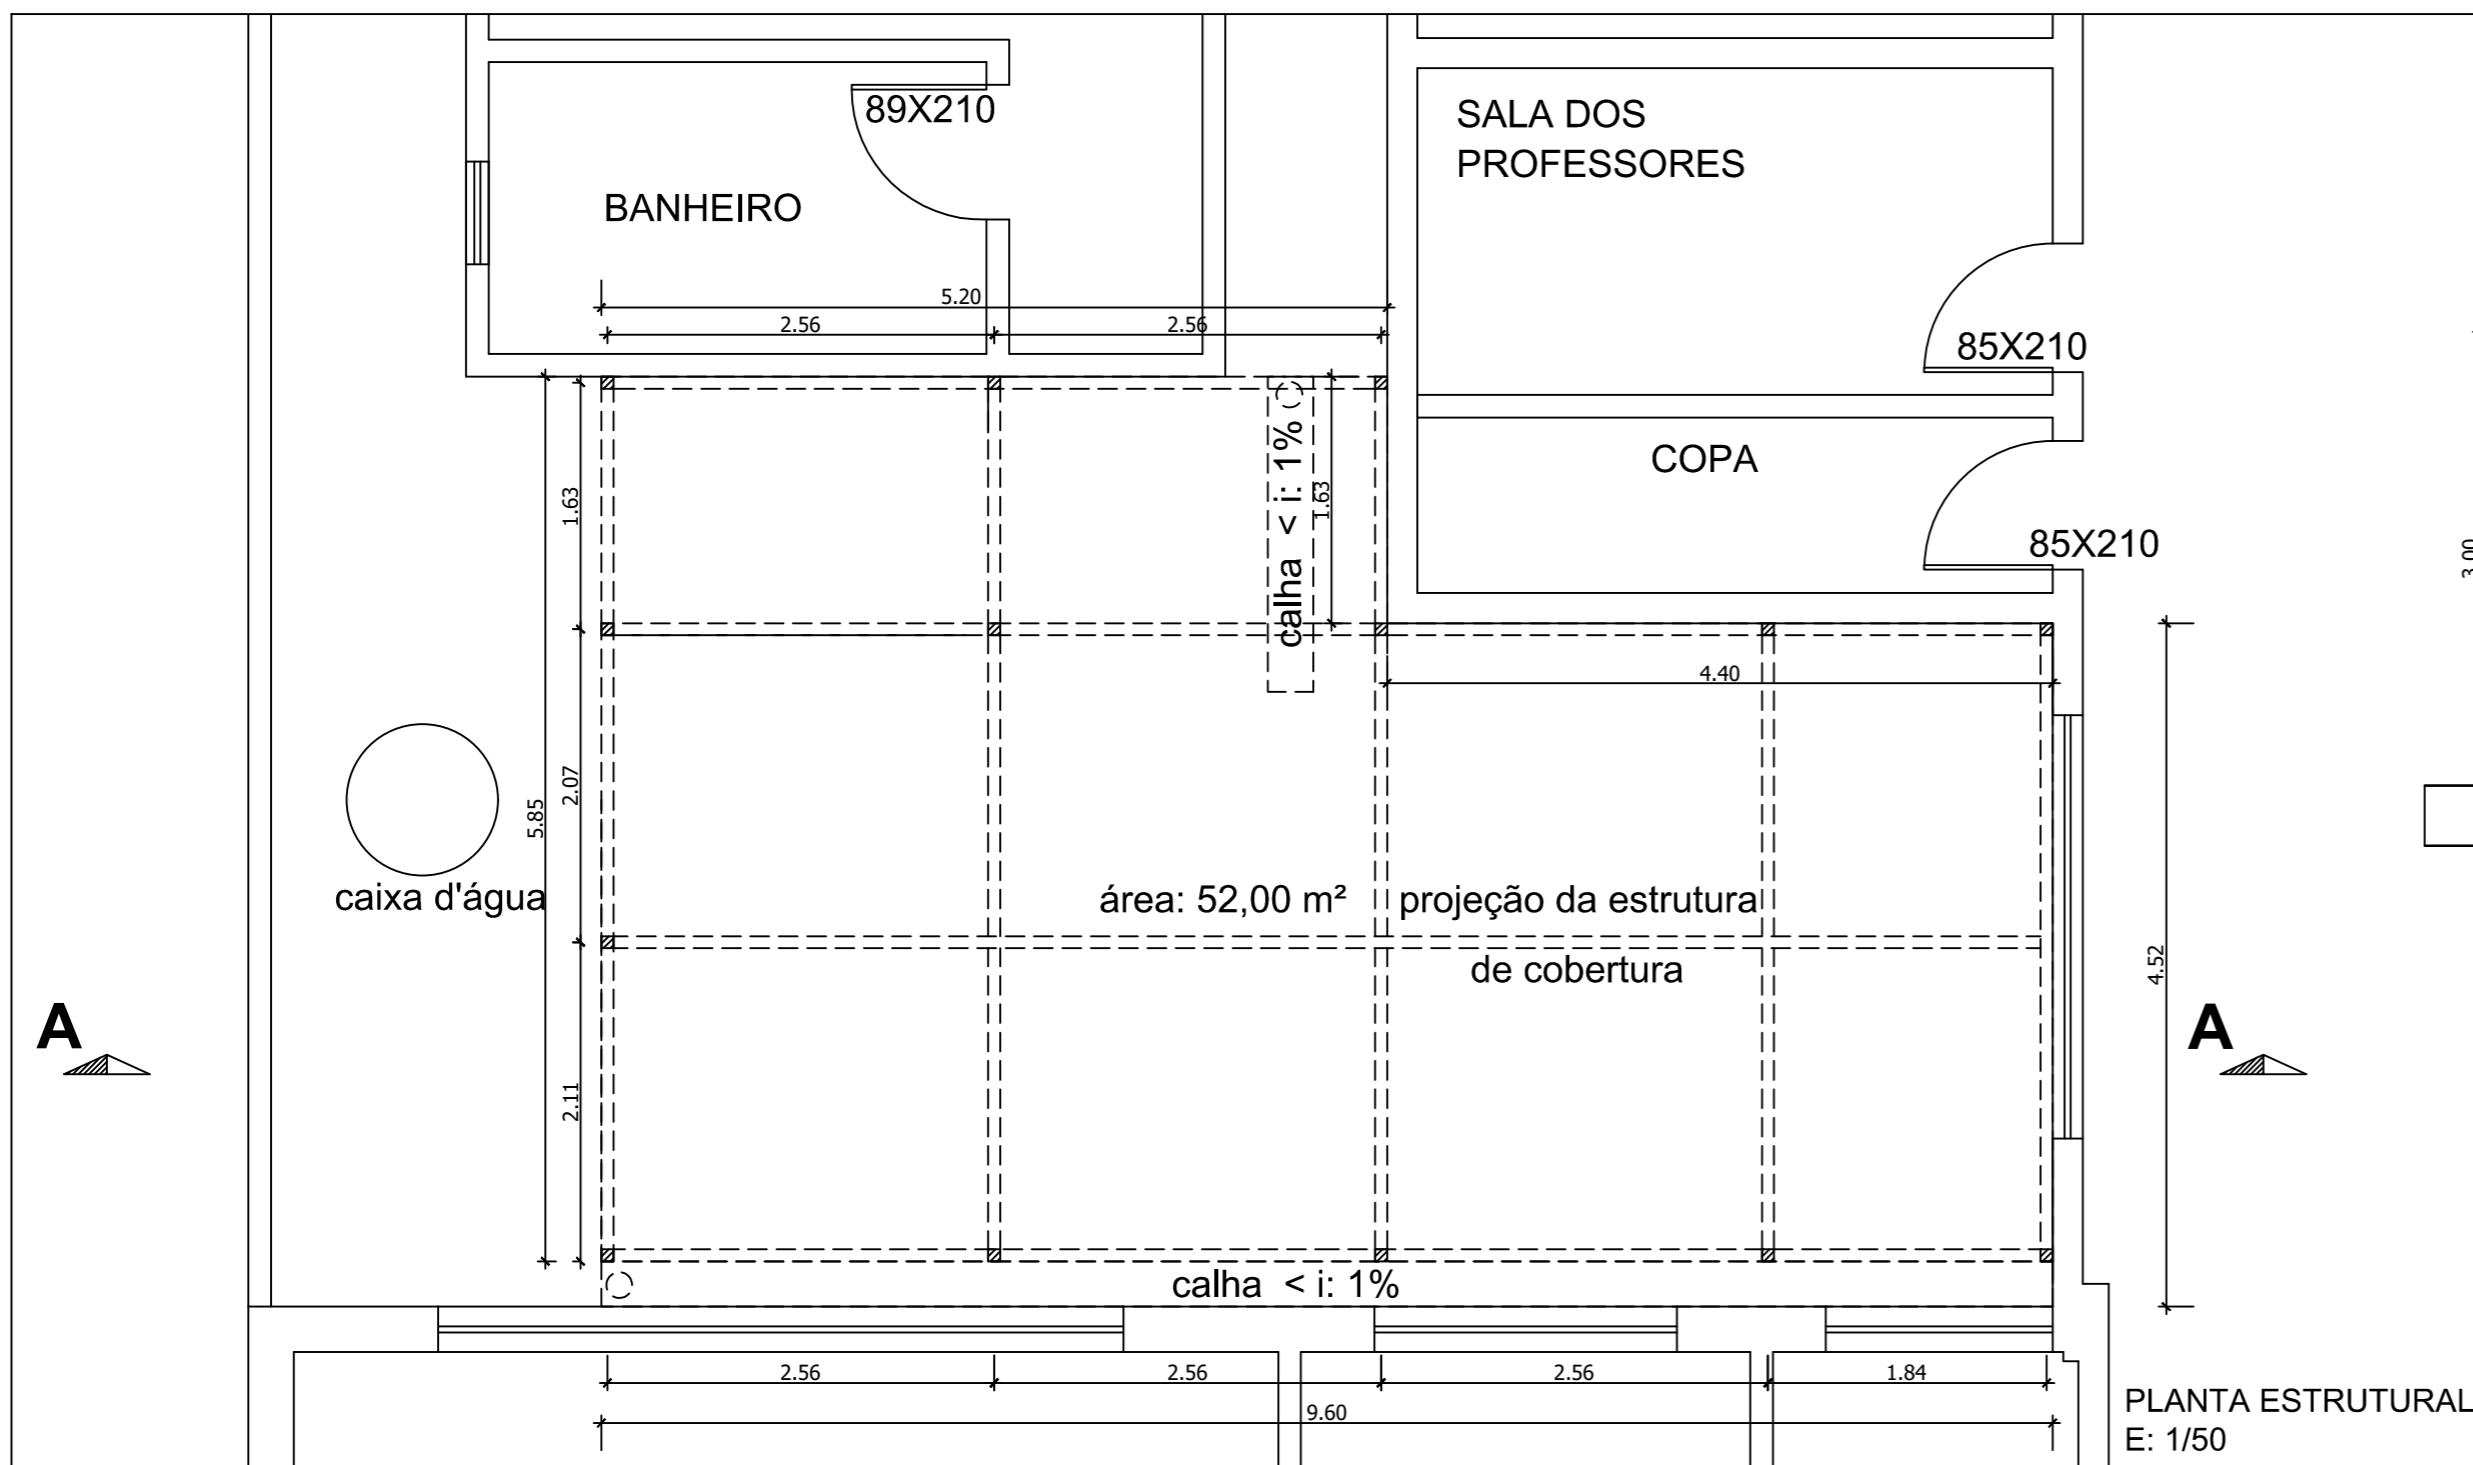 89X210
SALA DOS
PROFESSORES
BANHEIRO
5.20
2.56
2.56
85X210
COPA
calha < i: 1%
1.63
1.63
85X210
3.00
4.40
2.07
5.85
caixa d'água
área: 52,00 m²
projeção da estrutura
de cobertura
4.52
A
A
2.11
calha < i: 1%
2.56
2.56
2.56
1.84
9.60
PLANTA ESTRUTURAL
E: 1/50